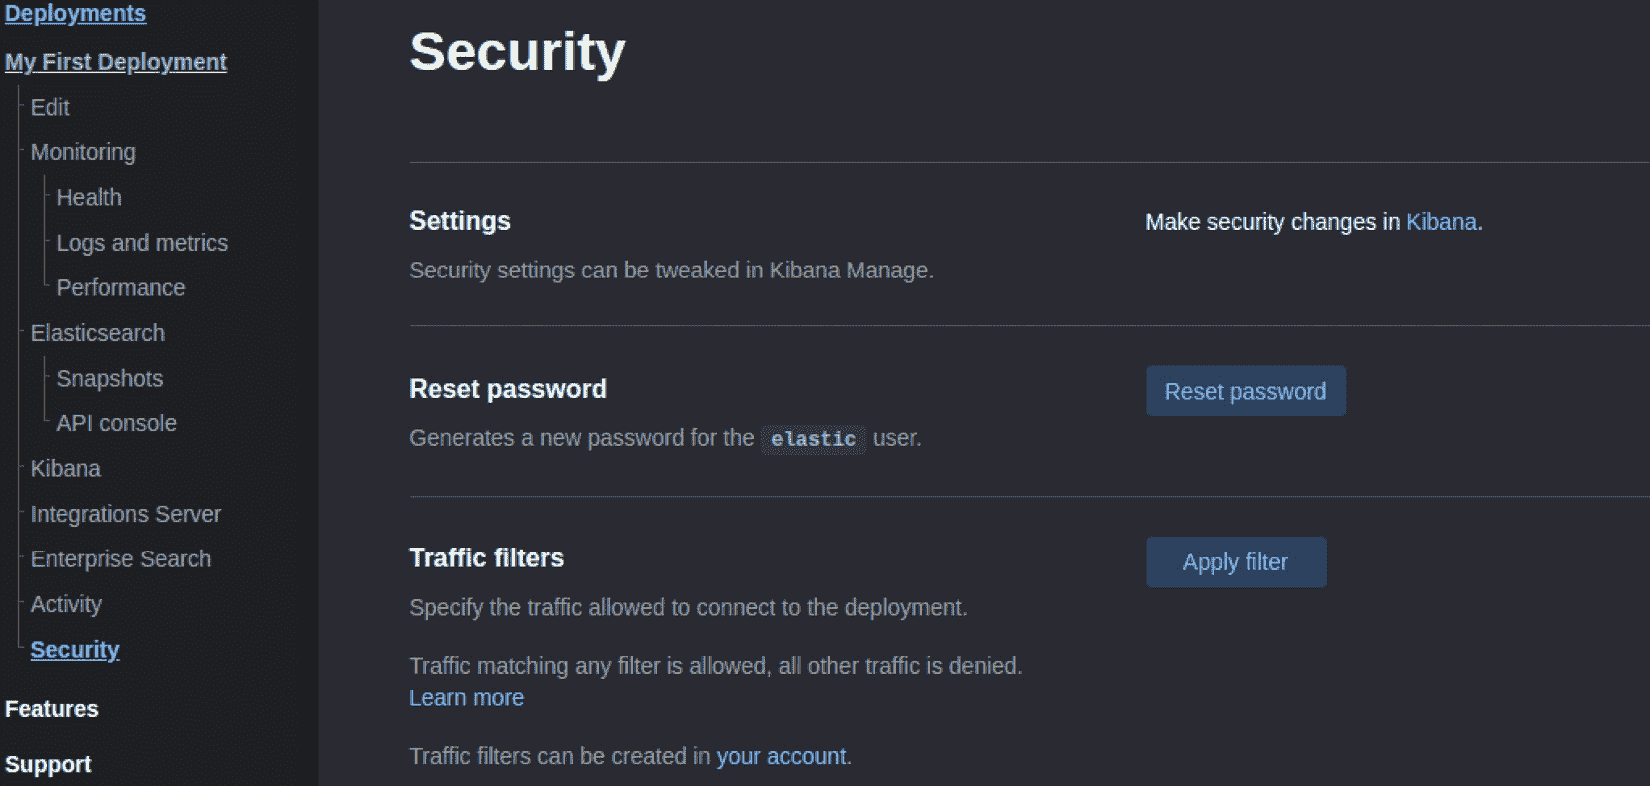 Deployments
My First Deployment
Edit
Monitoring
Health
Logs and metrics
Performance
Elasticsearch
Snapshots
API console
Kibana
Integrations Server
Enterprise Search
Activity
Security
Features
Support
Security
Settings
Security settings can be tweaked in Kibana Manage.
Make security changes in Kibana.
Reset password
Generates a new password for the elastic user.
Reset password
Traffic filters
Specify the traffic allowed to connect to the deployment.
Traffic matching any filter is allowed, all other traffic is denied.
Learn more
Traffic filters can be created in your account.
Apply filter